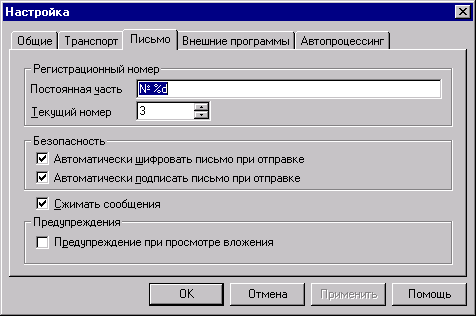 Настройка
Общие Транспорт Письмо Внешние программы Автопроцессинг
Регистрационный номер
Постоянная часть № %d
Текущий номер 3
Безопасность
Автоматически шифровать письмо при отправке
Автоматически подписать письмо при отправке
Сжимать сообщения
Предупреждения
Предупреждение при просмотре вложения
OK Отмена Применить Помощь